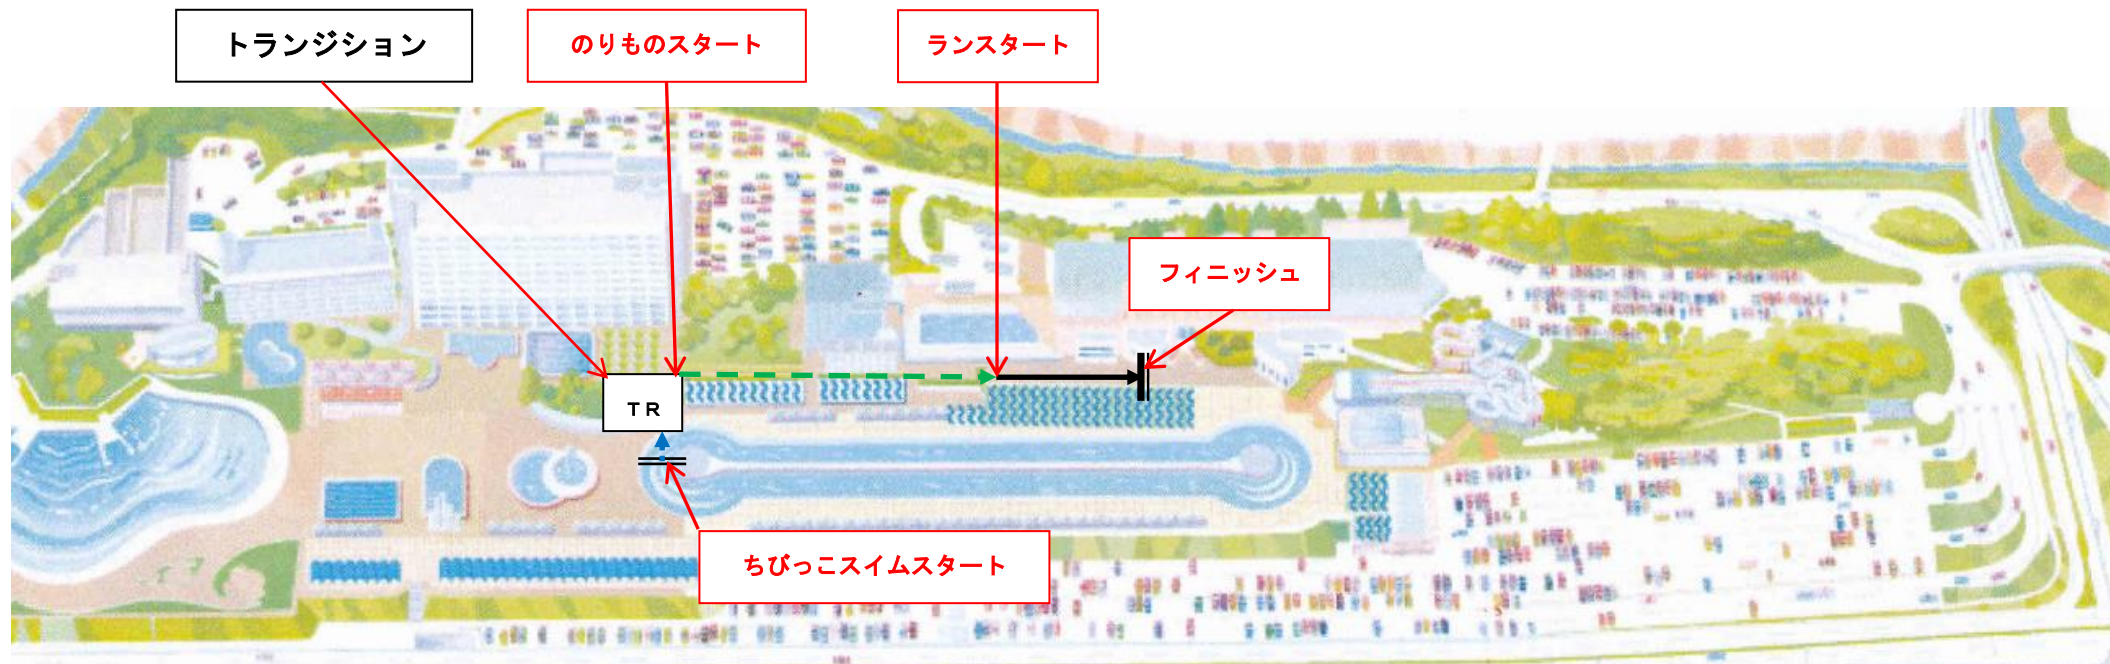 トランジション
のりものスタート
ランスタート
フィニッシュ
TR
ちびっこスイムスタート